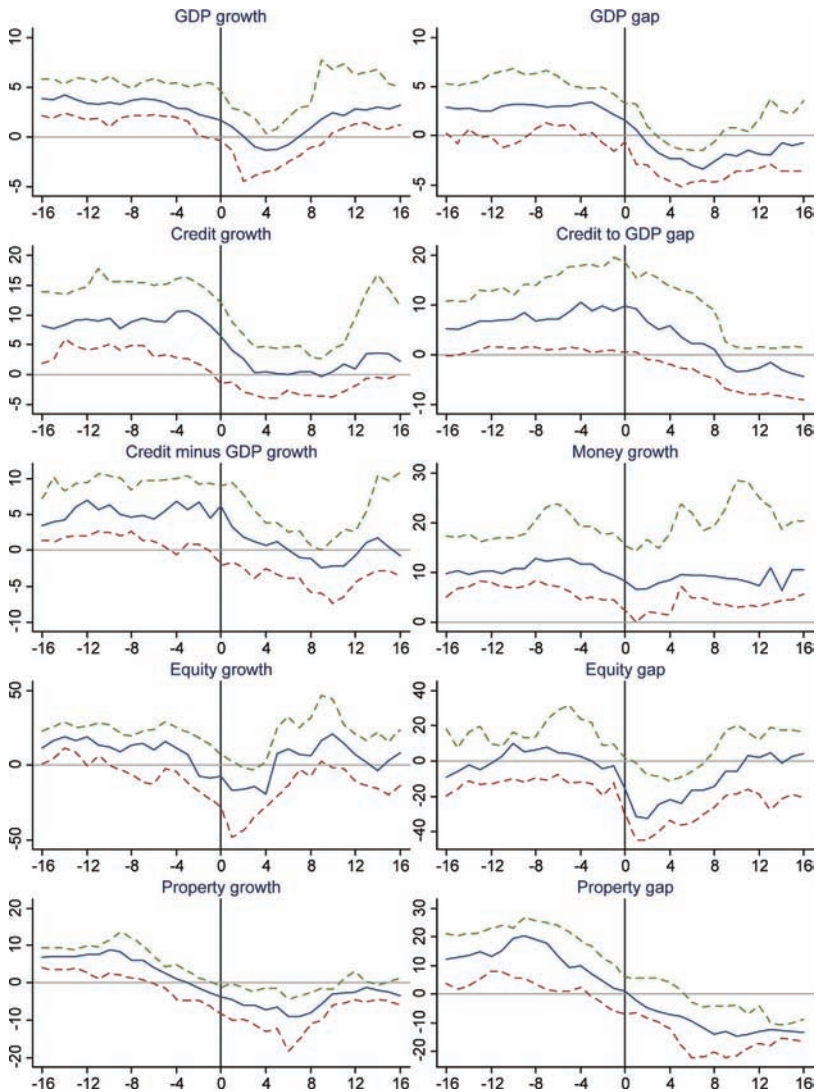 GDP growth
10
5
0
-5
-16 -12 -8 -4 0 4 8 12 16
GDP gap
10
5
0
-5
-16 -12 -8 -4 0 4 8 12 16
Credit growth
20
15
10
5
0
-5
-16 -12 -8 -4 0 4 8 12 16
Credit to GDP gap
20
10
0
-10
-16 -12 -8 -4 0 4 8 12 16
Credit minus GDP growth
10
5
0
-5
-10
-16 -12 -8 -4 0 4 8 12 16
Money growth
30
20
10
0
-16 -12 -8 -4 0 4 8 12 16
Equity growth
50
0
-50
-16 -12 -8 -4 0 4 8 12 16
Equity gap
40
20
0
-20
-40
-16 -12 -8 -4 0 4 8 12 16
Property growth
20
10
0
-10
-20
-16 -12 -8 -4 0 4 8 12 16
Property gap
30
20
10
0
-10
-20
-16 -12 -8 -4 0 4 8 12 16